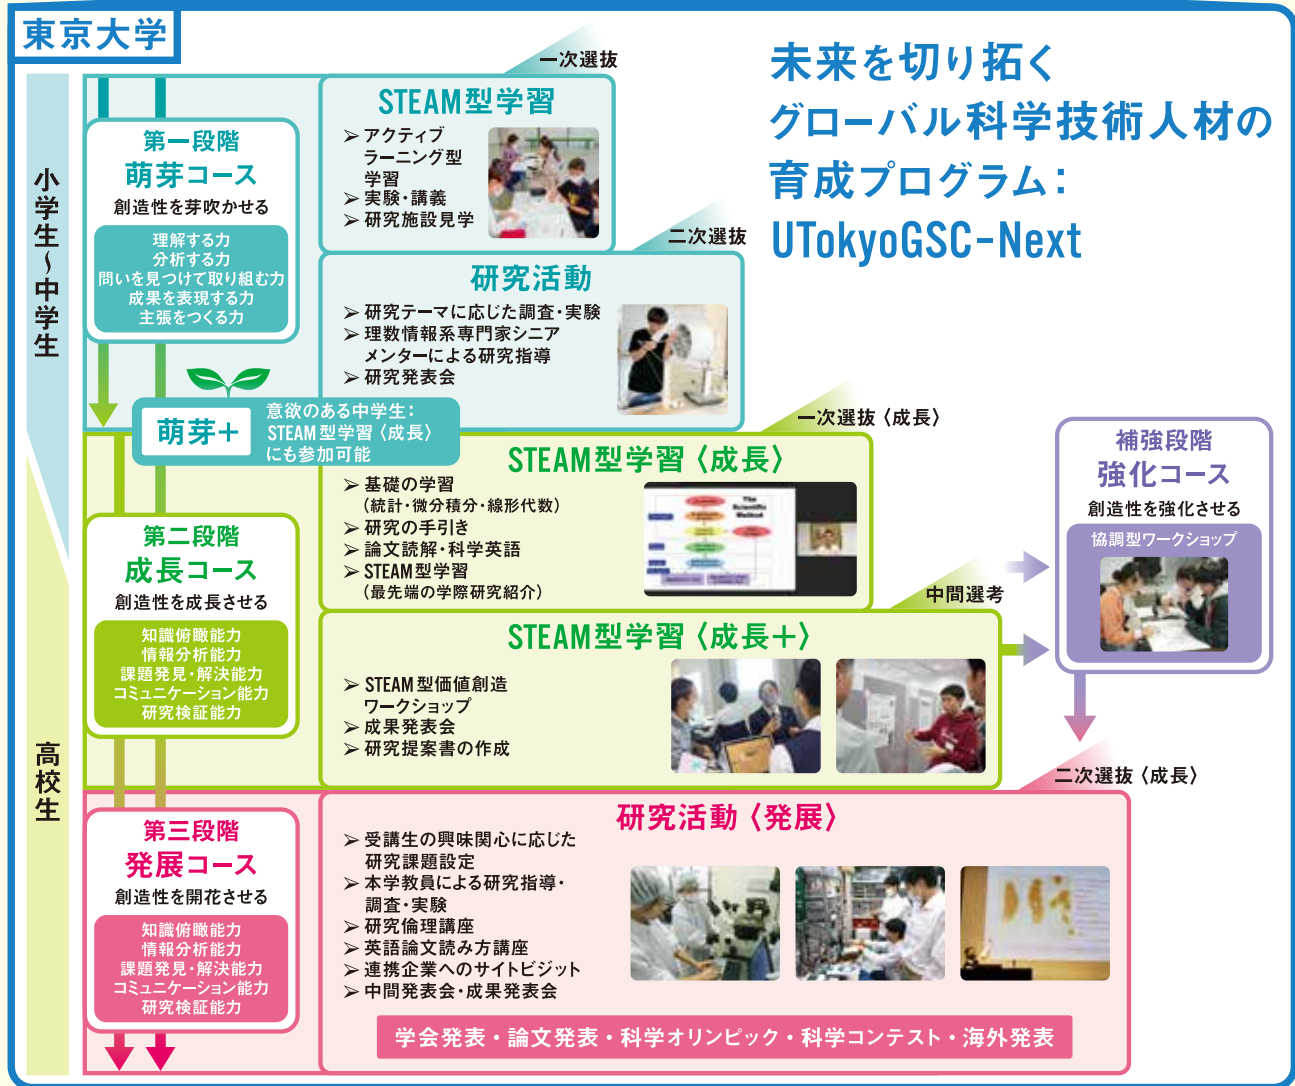 東京大学
未来を切り拓く
グローバル科学技術人材の
育成プログラム：
UTokyoGSC-Next
小学生〜中学生
高校生
第一段階
萌芽コース
創造性を芽吹かせる
理解する力
分析する力
問いを見つけて取り組む力
成果を表現する力
主張をつくる力
一次選抜
STEAM型学習
➢ アクティブ
ラーニング型
学習
➢ 実験・講義
➢ 研究施設見学
二次選抜
研究活動
➢ 研究テーマに応じた調査・実験
➢ 理数情報系専門家シニア
メンターによる研究指導
➢ 研究発表会
萌芽＋
意欲のある中学生：
STEAM型学習〈成長〉
にも参加可能
第二段階
成長コース
創造性を成長させる
知識俯瞰能力
情報分析能力
課題発見・解決能力
コミュニケーション能力
研究検証能力
一次選抜〈成長〉
STEAM型学習〈成長〉
➢ 基礎の学習
（統計・微分積分・線形代数）
➢ 研究の手引き
➢ 論文読解・科学英語
➢ STEAM型学習
（最先端の学際研究紹介）
The
Scientific
Method
中間選考
STEAM型学習〈成長＋〉
➢ STEAM型価値創造
ワークショップ
➢ 成果発表会
➢ 研究提案書の作成
補強段階
強化コース
創造性を強化させる
協調型ワークショップ
第三段階
発展コース
創造性を開花させる
知識俯瞰能力
情報分析能力
課題発見・解決能力
コミュニケーション能力
研究検証能力
二次選抜〈成長〉
研究活動〈発展〉
➢ 受講生の興味関心に応じた
研究課題設定
➢ 本学教員による研究指導・
調査・実験
➢ 研究倫理講座
➢ 英語論文読み方講座
➢ 連携企業へのサイトビジット
➢ 中間発表会・成果発表会
学会発表・論文発表・科学オリンピック・科学コンテスト・海外発表